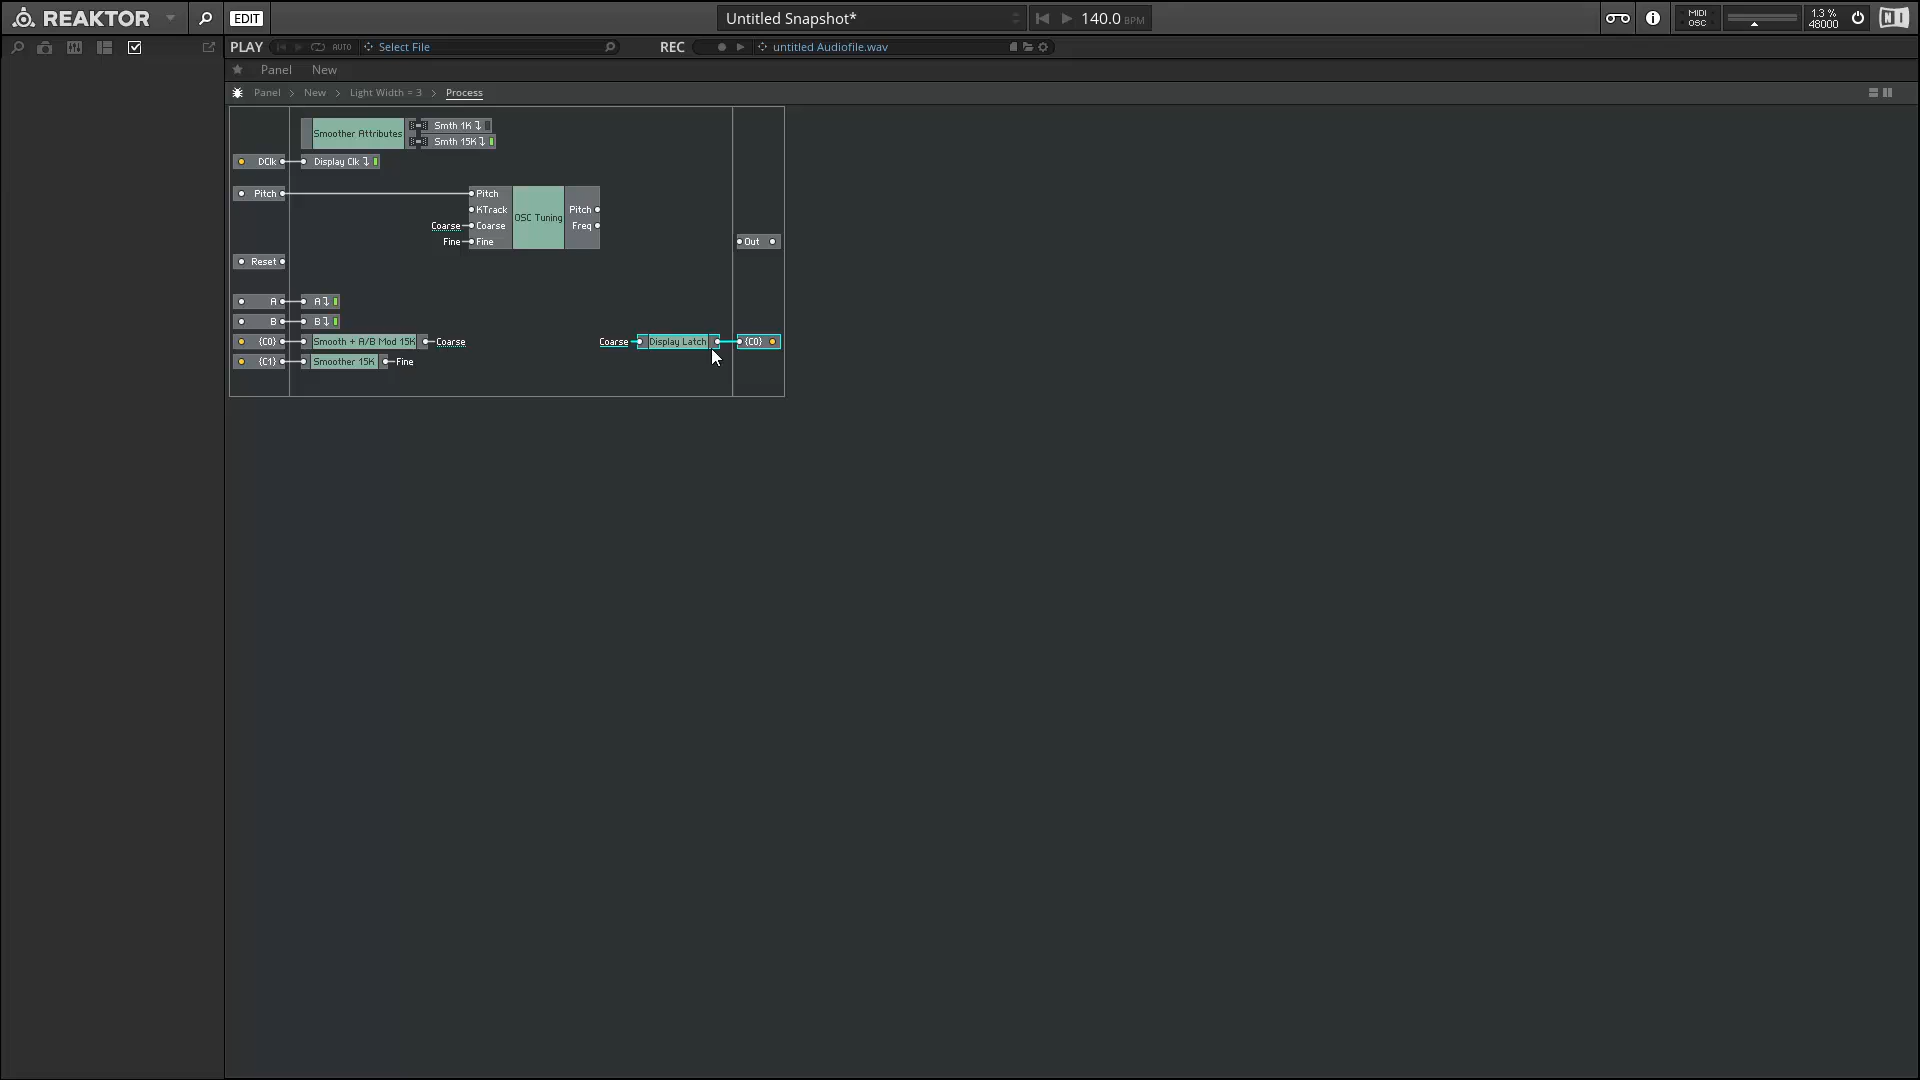 REAKTOR EDIT Untitled Snapshot* 140.0 BPM MIDI OSC 1.3 % 48000 NI
PLAY AUTO Select File REC untitled Audiofile.wav
Panel New
Panel > New > Light Width = 3 > Process
Smoother Attributes Smth 1K
Smth 15K
DClk Display Clk
Pitch Pitch
KTrack OSC Tuning Pitch
Coarse Coarse Freq
Fine Fine Out
Reset
A A
B B
{C0} Smooth + A/B Mod 15K Coarse Coarse Display Latch {C0}
{C1} Smoother 15K Fine